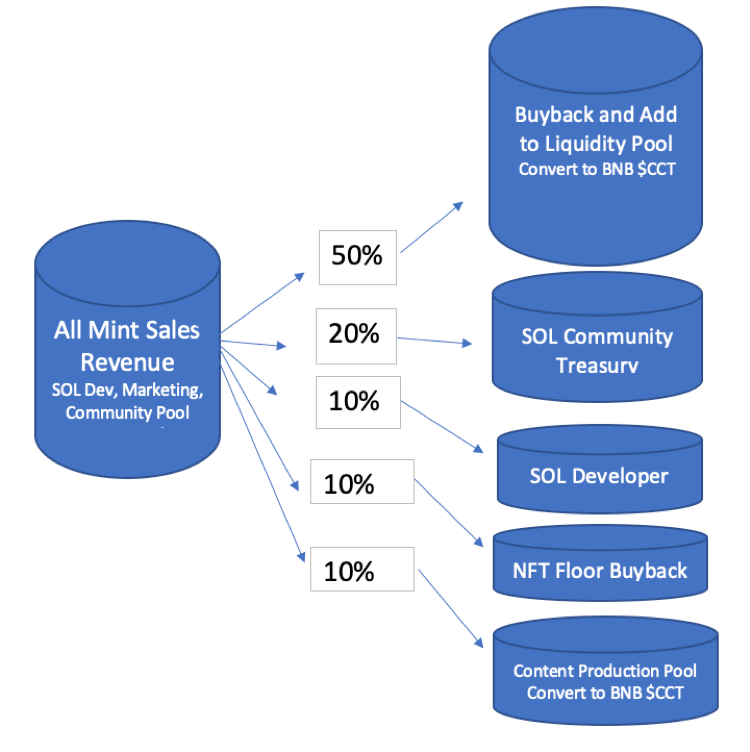 Buyback and Add
to Liquidity Pool
Convert to BNB $CCT
50%
All Mint Sales
Revenue
SOL Dev, Marketing,
Community Pool
20%
SOL Community
Treasury
10%
SOL Developer
10%
NFT Floor Buyback
10%
Content Production Pool
Convert to BNB $CCT